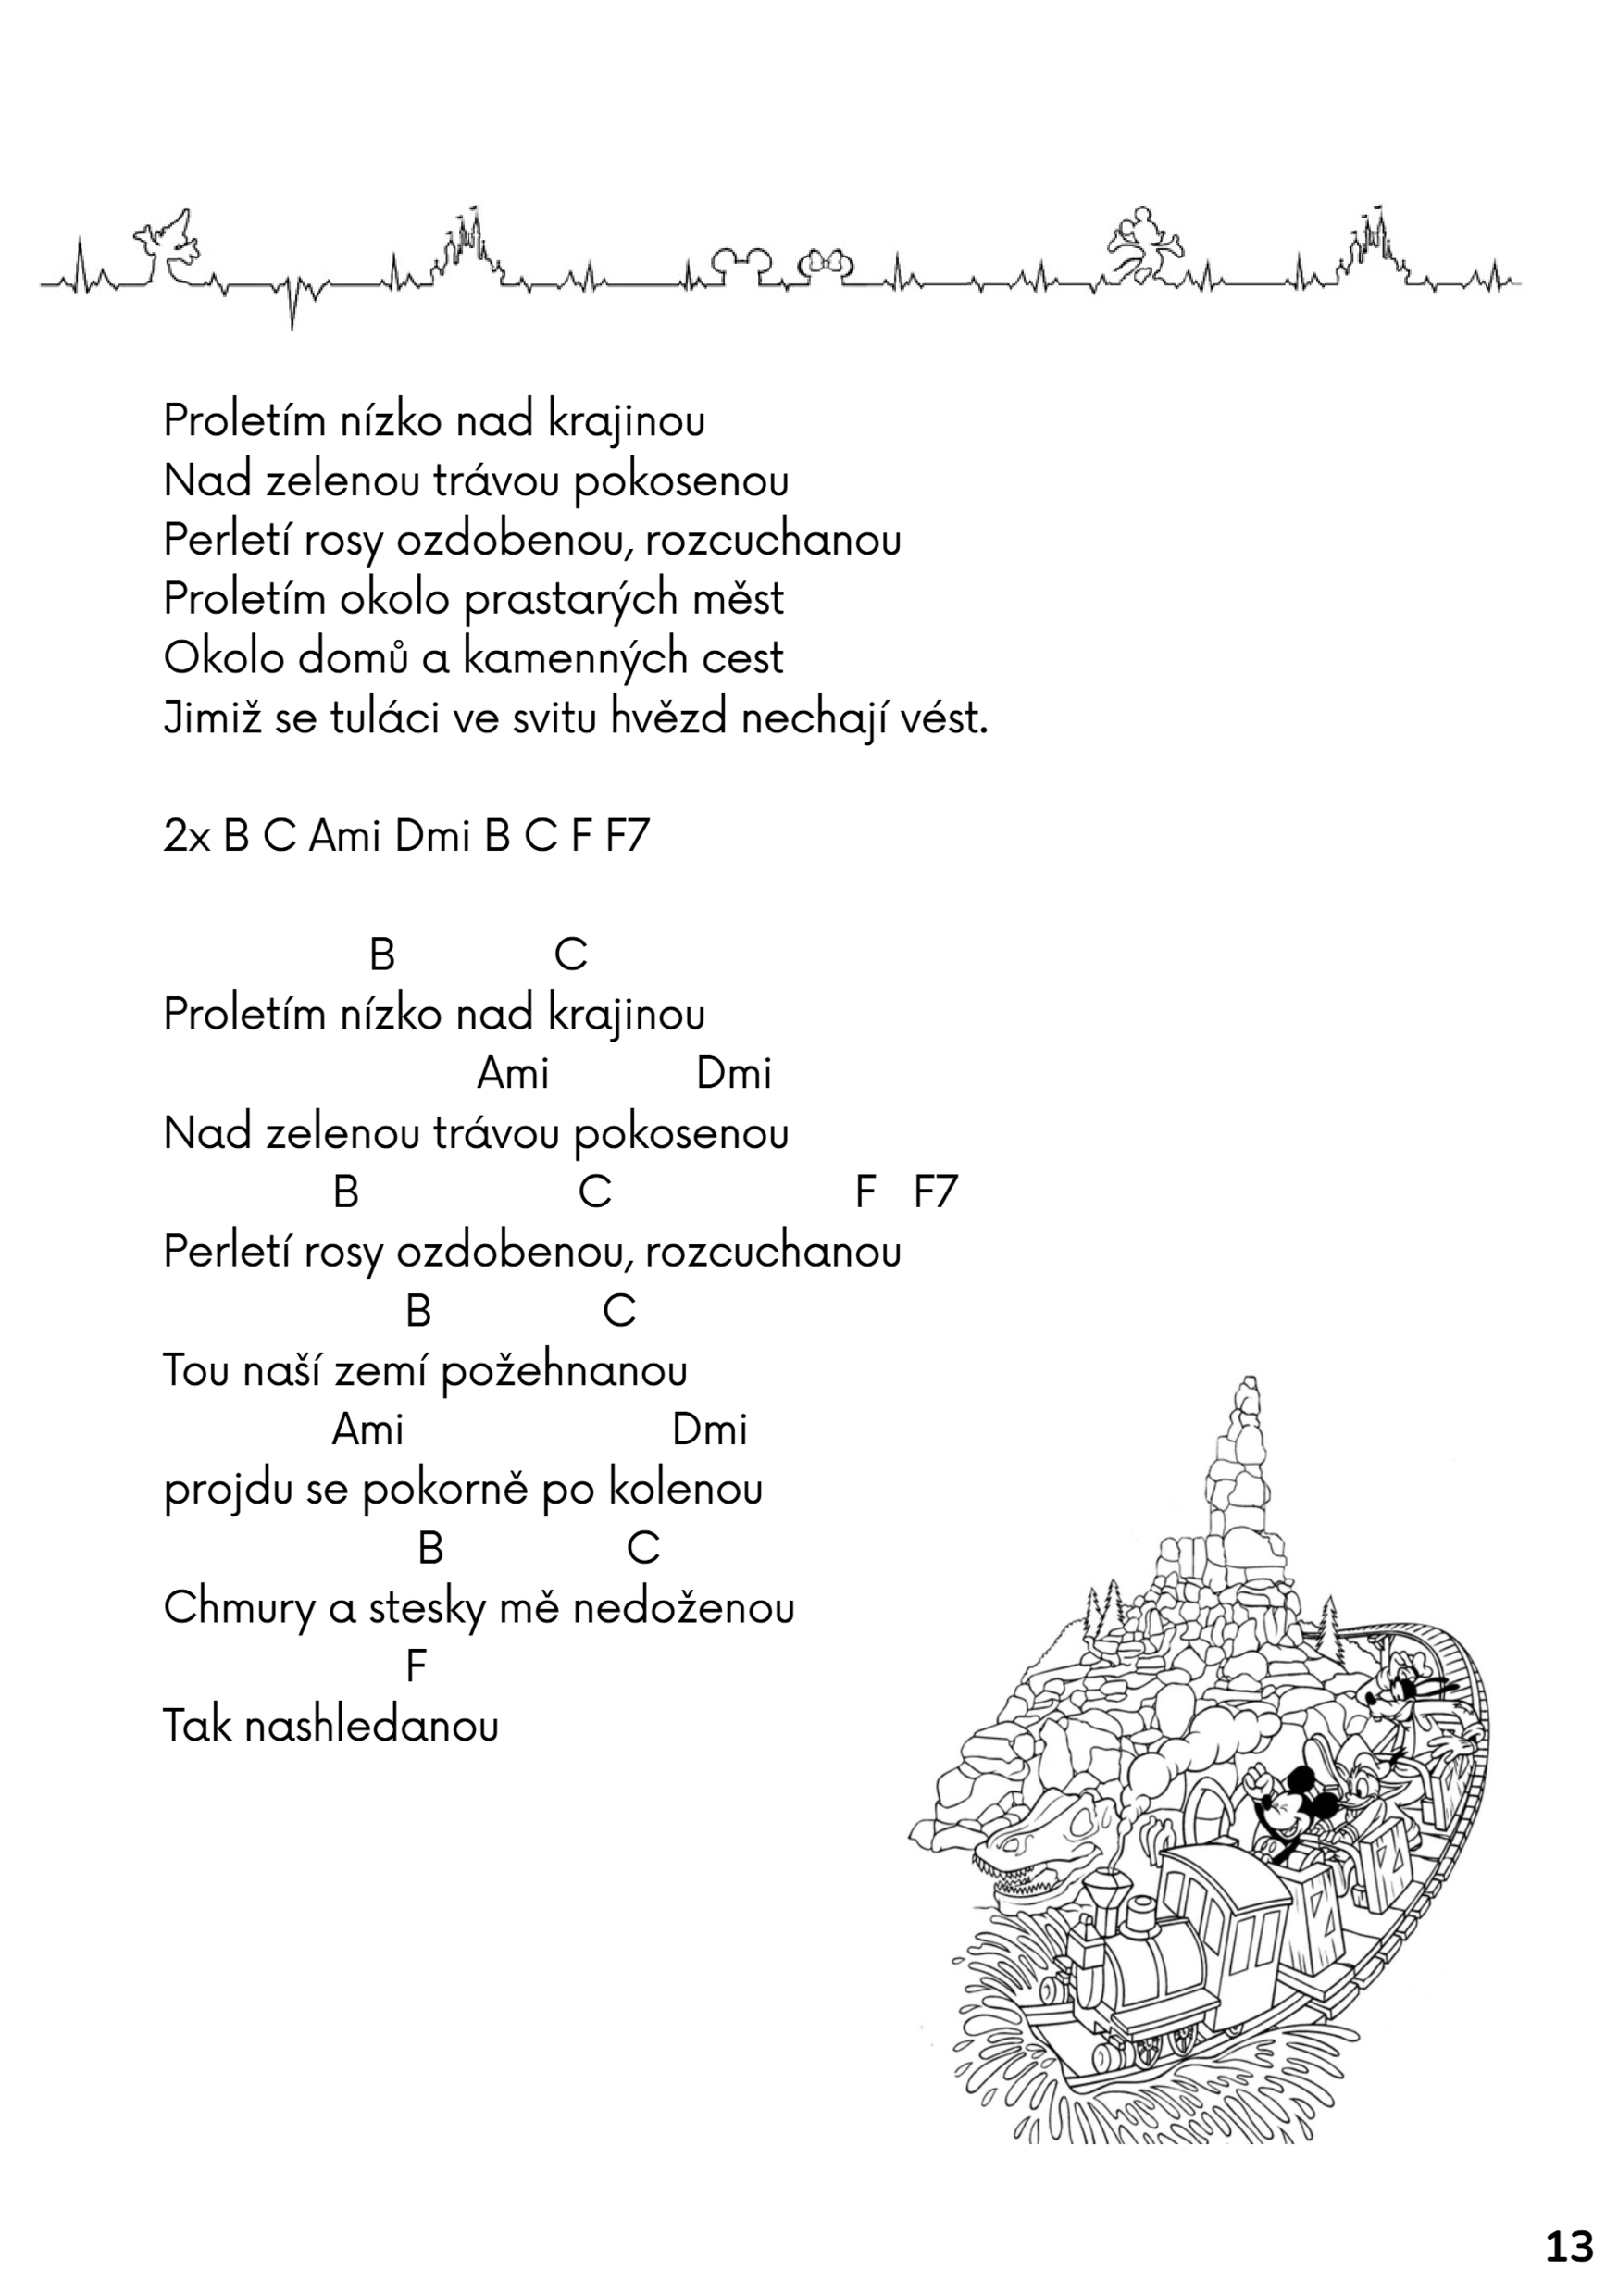 Proletím nízko nad krajinou
Nad zelenou trávou pokosenou
Perletí rosy ozdobenou, rozcuchanou
Proletím okolo prastarých měst
Okolo domů a kamenných cest
Jimiž se tuláci ve svitu hvězd nechají vést.
2x B C Ami Dmi B C F F7
B C
Proletím nízko nad krajinou
Ami Dmi
Nad zelenou trávou pokosenou
B C F F7
Perletí rosy ozdobenou, rozcuchanou
B C
Tou naší zemí požehnanou
Ami Dmi
projdu se pokorně po kolenou
B C
Chmury a stesky mě nedoženou
F
Tak nashledanou
13